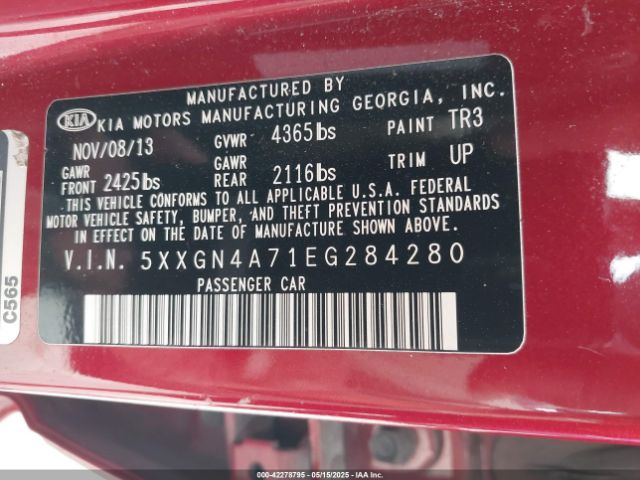 MANUFACTURED BY
KIA KIA MOTORS MANUFACTURING GEORGIA, INC.
NOV/08/13 GVWR 4365lbs PAINT TR3
GAWR FRONT 2425lbs GAWR REAR 2116lbs TRIM UP
THIS VEHICLE CONFORMS TO ALL APPLICABLE U.S.A. FEDERAL
MOTOR VEHICLE SAFETY, BUMPER, AND THEFT PREVENTION STANDARDS
IN EFFECT ON THE DATE OF MANUFACTURE SHOWN ABOVE.
V.I.N. 5XXGN4A71EG284280
PASSENGER CAR
C565
000-42278795 - 05/15/2025 - IAAI, Inc.